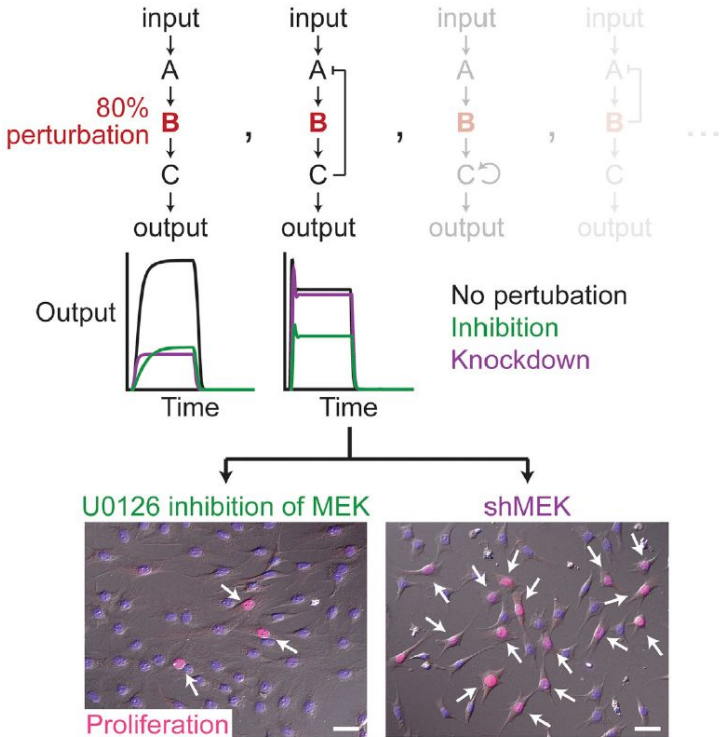 input input input input
A A A A
80%
perturbation
B , B , B , B ...
C C C C
output output output output
Output
Time Time
No pertubation
Inhibition
Knockdown
U0126 inhibition of MEK shMEK
Proliferation